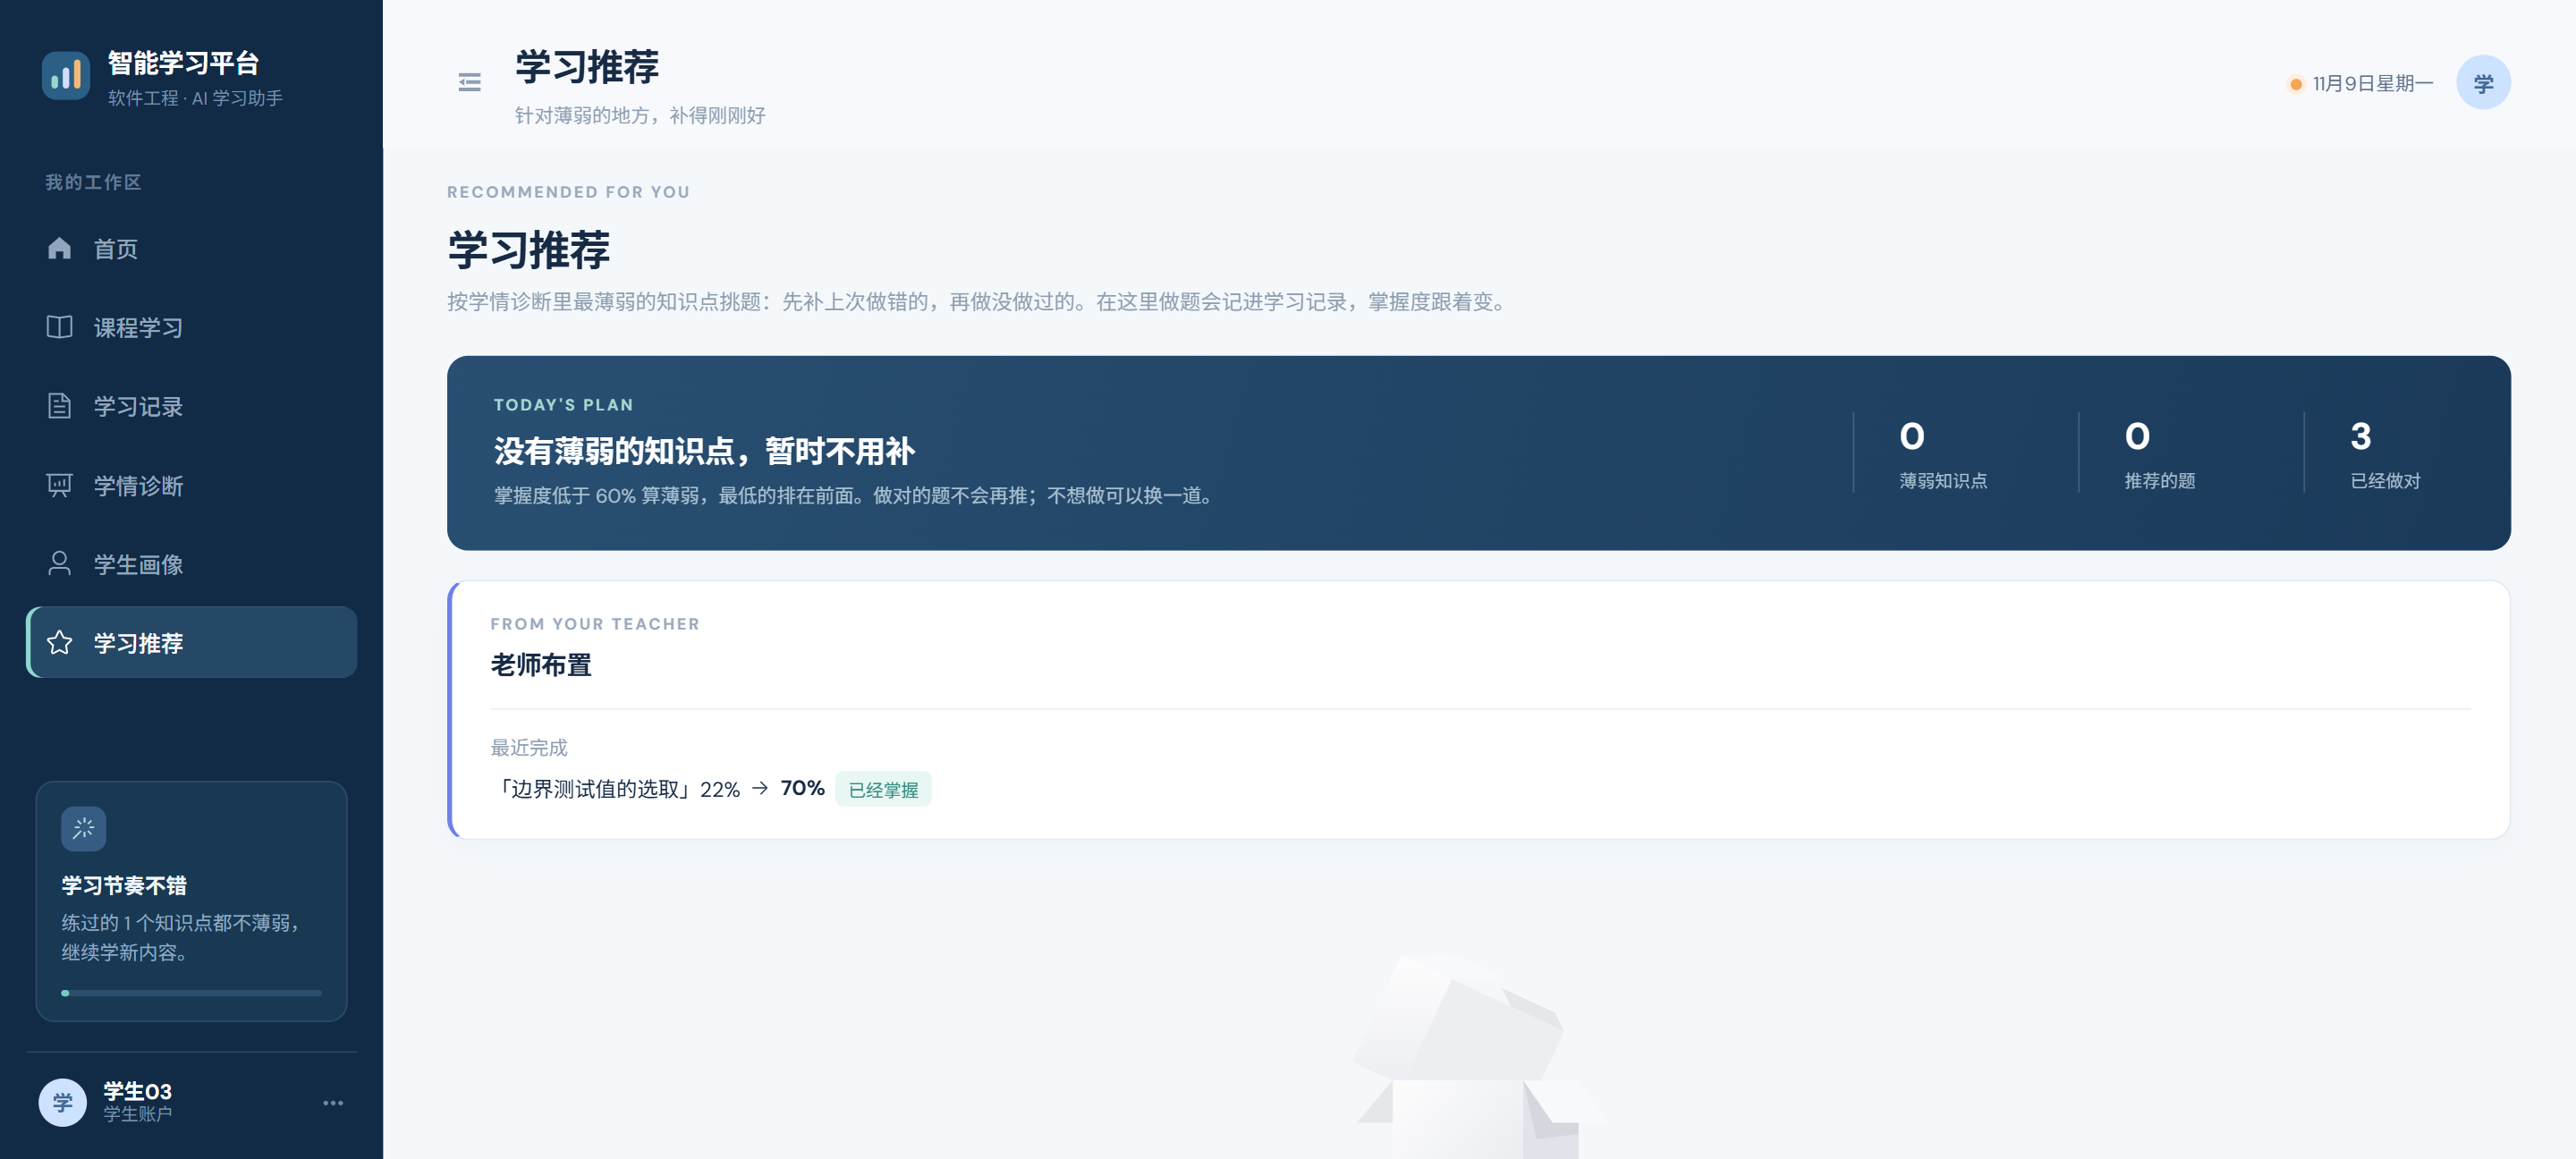 智能学习平台
软件工程 · AI 学习助手
我的工作区
首页
课程学习
学习记录
学情诊断
学生画像
学习推荐
学习节奏不错
练过的 1 个知识点都不薄弱，
继续学新内容。
学
学生03
学生账户
学习推荐
针对薄弱的地方，补得刚刚好
11月9日星期一
学
RECOMMENDED FOR YOU
学习推荐
按学情诊断里最薄弱的知识点挑题：先补上次做错的，再做没做过的。在这里做题会记进学习记录，掌握度跟着变。
TODAY'S PLAN
没有薄弱的知识点，暂时不用补
掌握度低于 60% 算薄弱，最低的排在前面。做对的题不会再推；不想做可以换一道。
0
薄弱知识点
0
推荐的题
3
已经做对
FROM YOUR TEACHER
老师布置
最近完成
「边界测试值的选取」22% → 70% 已经掌握